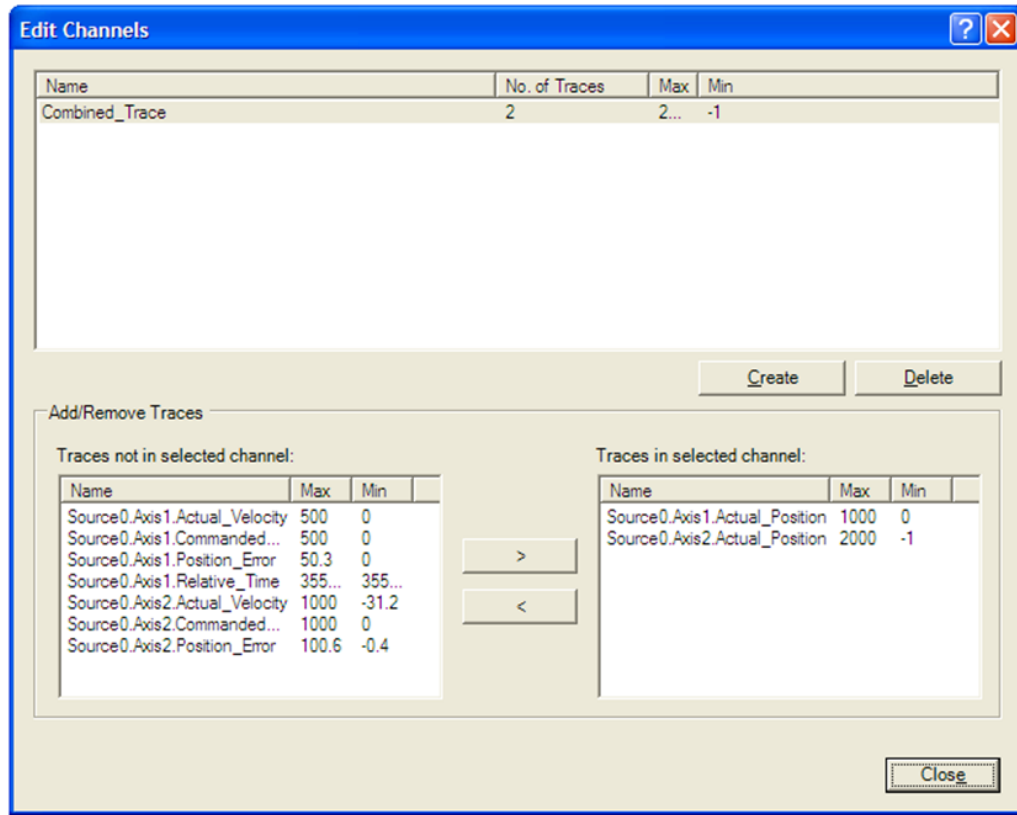 Edit Channels
?
Name No. of Traces Max Min
Combined_Trace 2 2... -1
Create Delete
Add/Remove Traces
Traces not in selected channel:
Name Max Min
Source0.Axis1.Actual_Velocity 500 0
Source0.Axis1.Commanded... 500 0
Source0.Axis1.Position_Error 50.3 0
Source0.Axis1.Relative_Time 355... 355...
Source0.Axis2.Actual_Velocity 1000 -31.2
Source0.Axis2.Commanded... 1000 0
Source0.Axis2.Position_Error 100.6 -0.4
>
<
Traces in selected channel:
Name Max Min
Source0.Axis1.Actual_Position 1000 0
Source0.Axis2.Actual_Position 2000 -1
Close